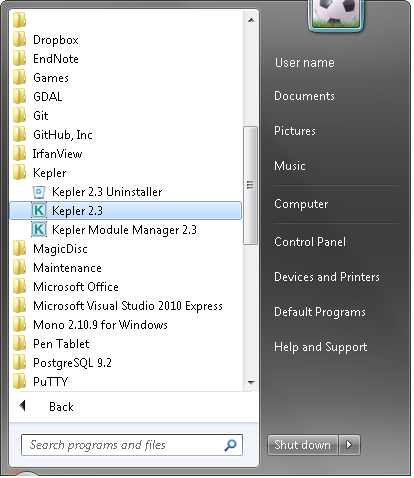 Dropbox
EndNote
Games
GDAL
Git
GitHub, Inc
IrfanView
Kepler
Kepler 2.3 Uninstaller
Kepler 2.3
Kepler Module Manager 2.3
MagicDisc
Maintenance
Microsoft Office
Microsoft Visual Studio 2010 Express
Mono 2.10.9 for Windows
Pen Tablet
PostgreSQL 9.2
PuTTY
Back
Search programs and files
User name
Documents
Pictures
Music
Computer
Control Panel
Devices and Printers
Default Programs
Help and Support
Shut down